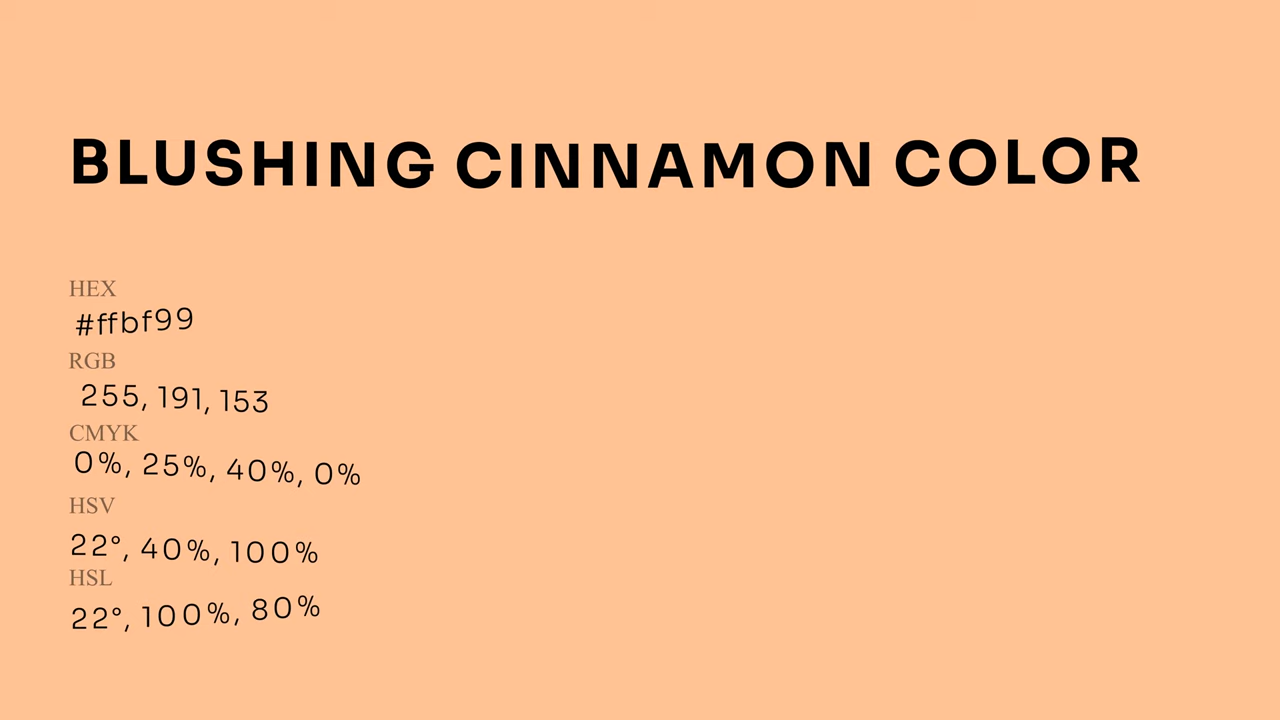 BLUSHING CINNAMON COLOR
HEX
#ffbf99
RGB
255, 191, 153
CMYK
0%, 25%, 40%, 0%
HSV
22°, 40%, 100%
HSL
22°, 100%, 80%